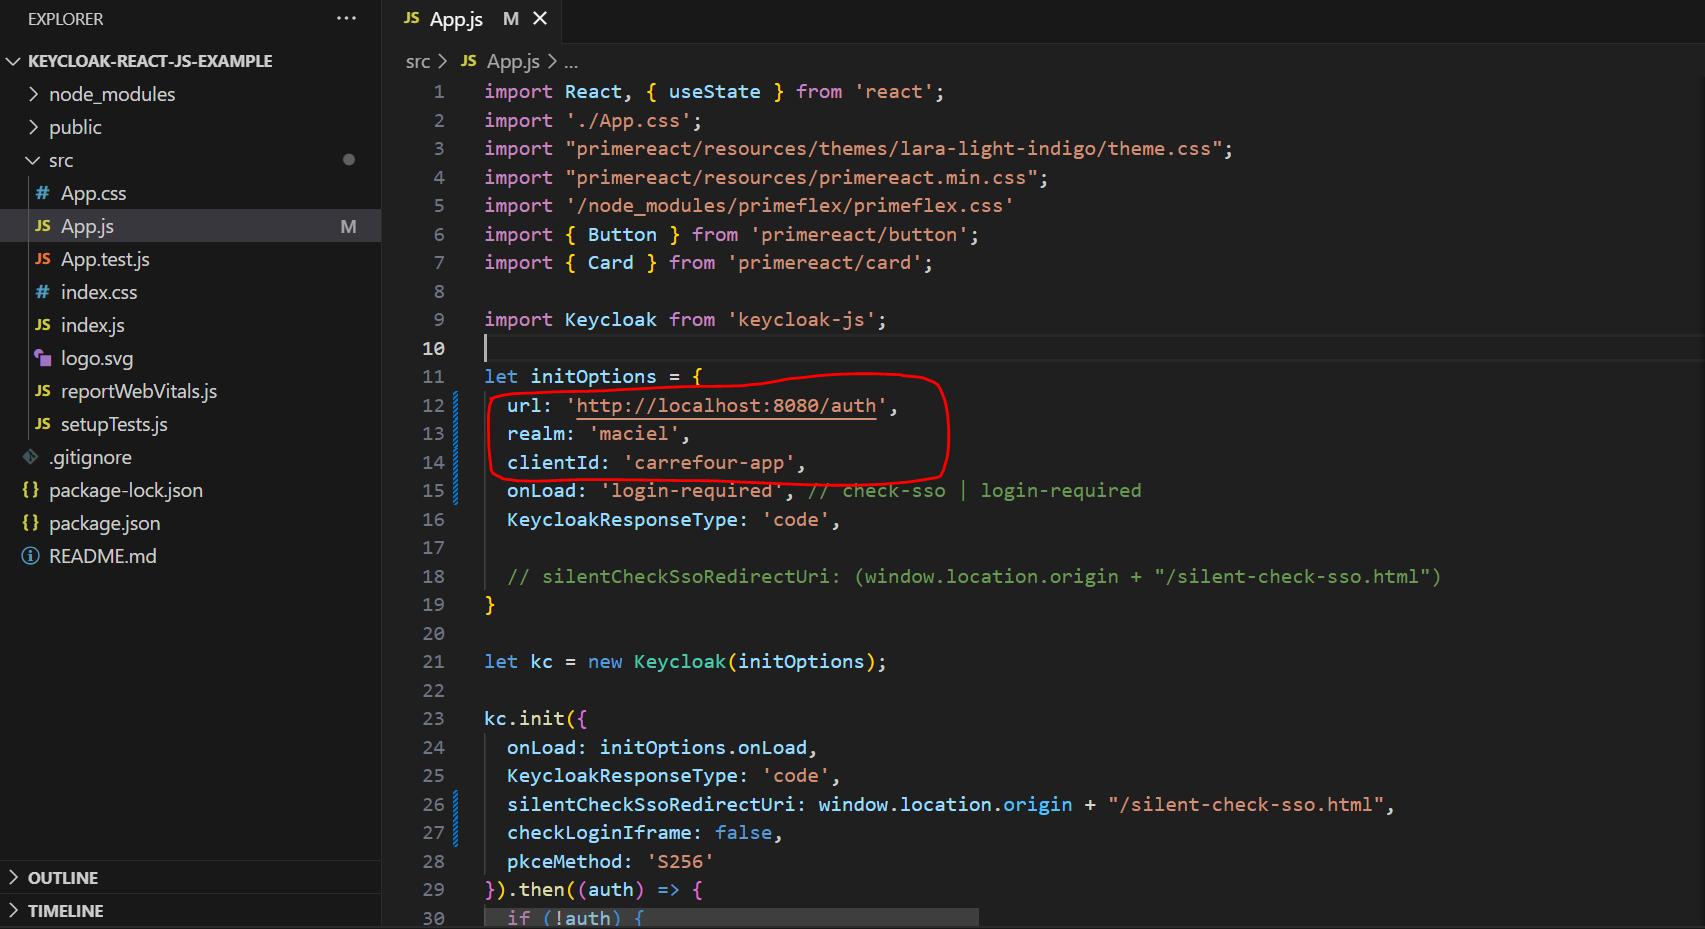 EXPLORER
...
KEYCLOAK-REACT-JS-EXAMPLE
node_modules
public
src
# App.css
JS App.js M
JS App.test.js
# index.css
JS index.js
logo.svg
JS reportWebVitals.js
JS setupTests.js
.gitignore
{} package-lock.json
{} package.json
README.md
OUTLINE
TIMELINE
JS App.js M
src > JS App.js > ...
1 import React, { useState } from 'react';
2 import './App.css';
3 import "primereact/resources/themes/lara-light-indigo/theme.css";
4 import "primereact/resources/primereact.min.css";
5 import '/node_modules/primeflex/primeflex.css'
6 import { Button } from 'primereact/button';
7 import { Card } from 'primereact/card';
8
9 import Keycloak from 'keycloak-js';
10
11 let initOptions = {
12 url: 'http://localhost:8080/auth',
13 realm: 'maciel',
14 clientId: 'carrefour-app',
15 onLoad: 'login-required', // check-sso | login-required
16 KeycloakResponseType: 'code',
17
18 // silentCheckSsoRedirectUri: (window.location.origin + "/silent-check-sso.html")
19 }
20
21 let kc = new Keycloak(initOptions);
22
23 kc.init({
24 onLoad: initOptions.onLoad,
25 KeycloakResponseType: 'code',
26 silentCheckSsoRedirectUri: window.location.origin + "/silent-check-sso.html",
27 checkLoginIframe: false,
28 pkceMethod: 'S256'
29 }).then((auth) => {
30 if (!auth) {